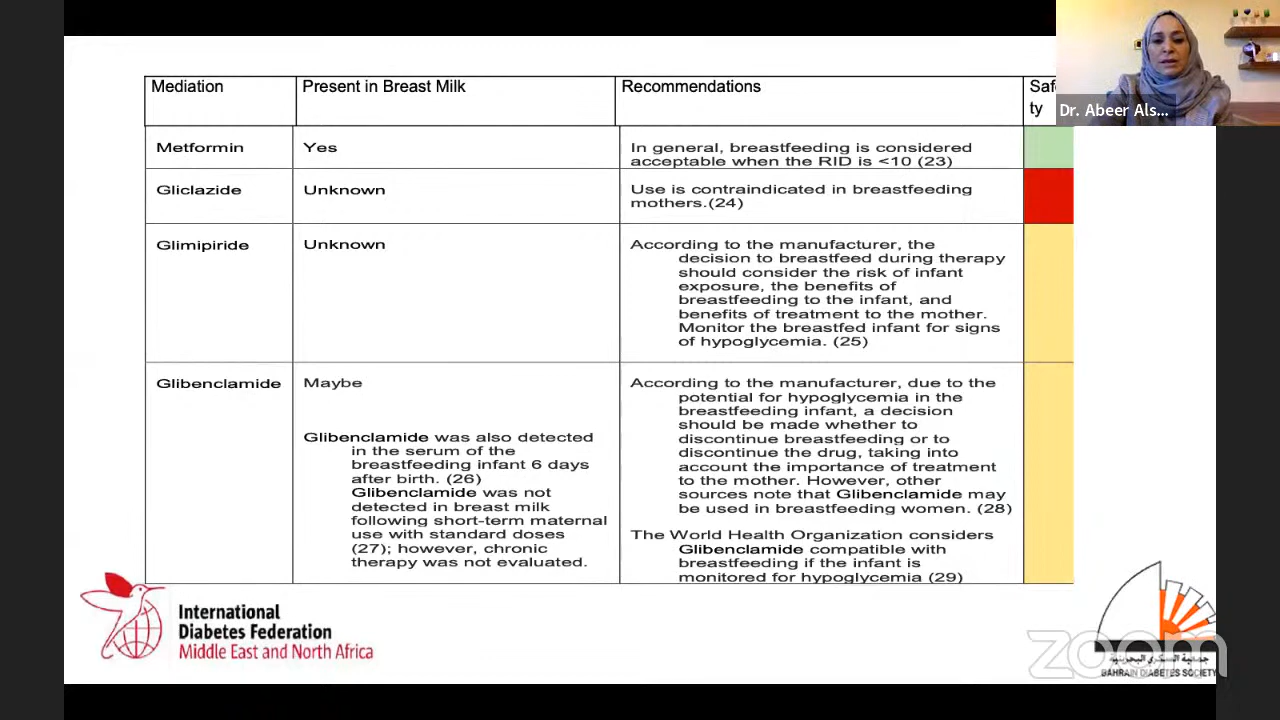 Mediation
Present in Breast Milk
Recommendations
Saf
ty
Dr. Abeer Als...
Metformin
Yes
In general, breastfeeding is considered
acceptable when the RID is <10 (23)
Gliclazide
Unknown
Use is contraindicated in breastfeeding
mothers.(24)
Glimipiride
Unknown
According to the manufacturer, the
decision to breastfeed during therapy
should consider the risk of infant
exposure, the benefits of
breastfeeding to the infant, and
benefits of treatment to the mother.
Monitor the breastfed infant for signs
of hypoglycemia. (25)
Glibenclamide
Maybe
Glibenclamide was also detected
in the serum of the
breastfeeding infant 6 days
after birth. (26)
Glibenclamide was not
detected in breast milk
following short-term maternal
use with standard doses
(27); however, chronic
therapy was not evaluated.
According to the manufacturer, due to the
potential for hypoglycemia in the
breastfeeding infant, a decision
should be made whether to
discontinue breastfeeding or to
discontinue the drug, taking into
account the importance of treatment
to the mother. However, other
sources note that Glibenclamide may
be used in breastfeeding women. (28)
The World Health Organization considers
Glibenclamide compatible with
breastfeeding if the infant is
monitored for hypoglycemia (29)
International
Diabetes Federation
Middle East and North Africa
zoom
جمعية السكري البحرينية
BAHRAIN DIABETES SOCIETY